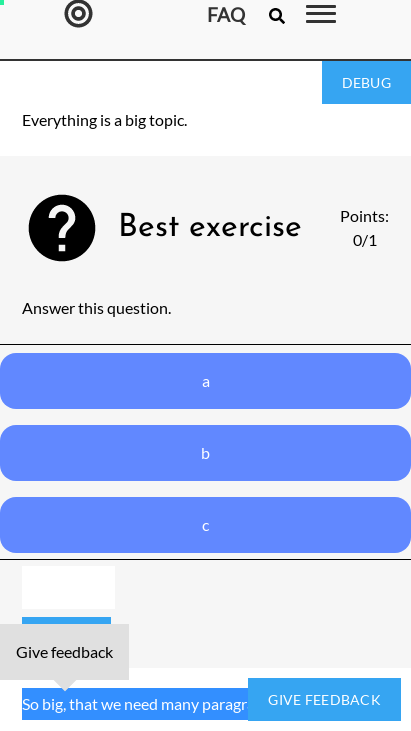 FAQ
DEBUG
Everything is a big topic.
Best exercise
Points:
0/1
Answer this question.
a
b
c
Give feedback
So big, that we need many paragr
GIVE FEEDBACK